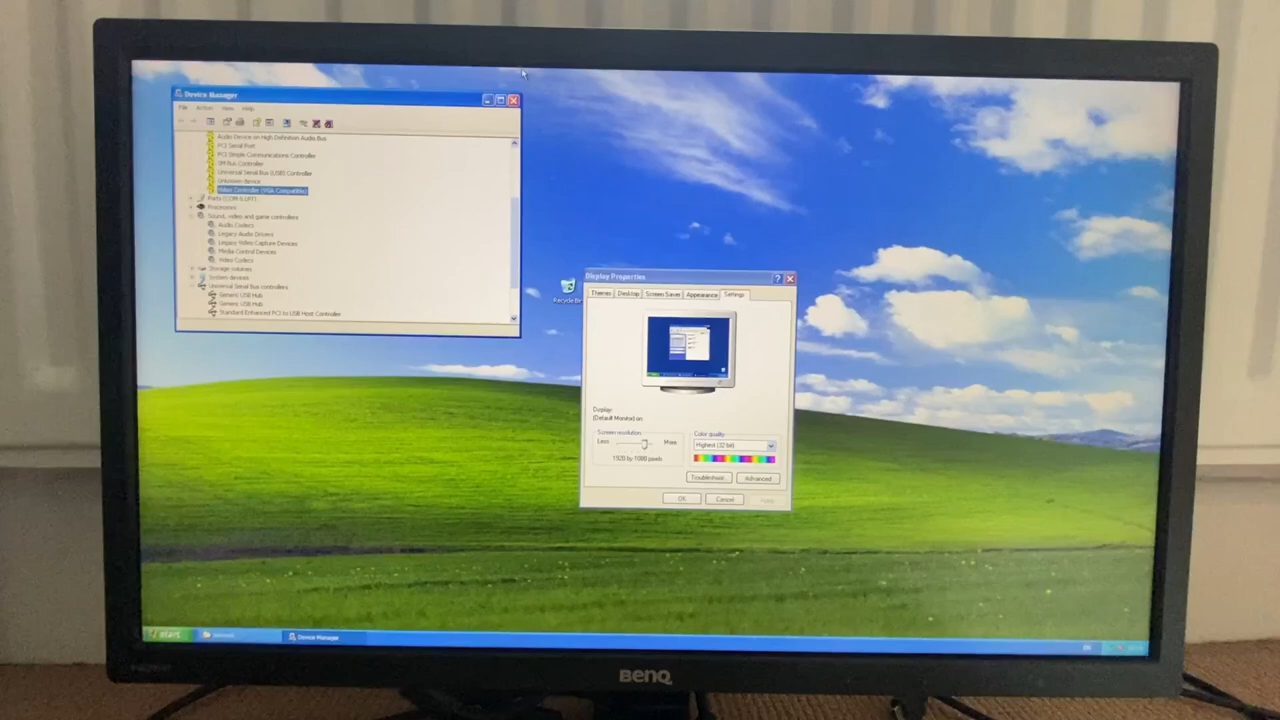 Device Manager
File Action View Help
Audio Device on High Definition Audio Bus
PCI Serial Port
PCI Simple Communications Controller
SM Bus Controller
Universal Serial Bus (USB) Controller
Unknown device
Video Controller (VGA Compatible)
Ports (COM & LPT)
Processors
Sound, video and game controllers
Audio Codecs
Legacy Audio Drivers
Legacy Video Capture Devices
Media Control Devices
Video Codecs
Storage volumes
System devices
Universal Serial Bus controllers
Generic USB Hub
Generic USB Hub
Standard Enhanced PCI to USB Host Controller
Recycle Bin
Display Properties
Themes Desktop Screen Saver Appearance Settings
Display:
(Default Monitor) on
Screen resolution
Less More
1920 by 1080 pixels
Color quality
Highest (32 bit)
Troubleshoot... Advanced
OK Cancel Apply
start
Device Manager
EN
BenQ